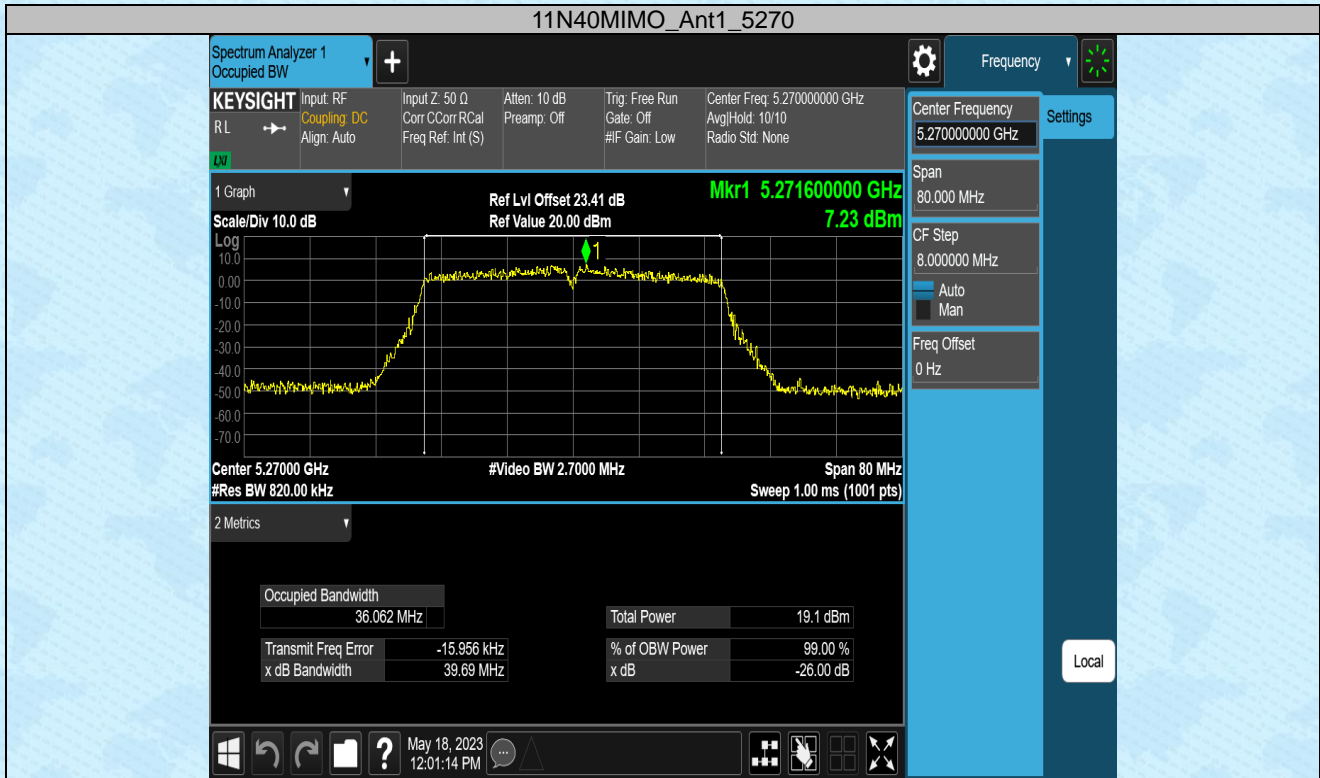 11N40MIMO_Ant1_5270
Spectrum Analyzer 1
Occupied BW
+
Frequency
KEYSIGHT
RL
LXI
Input: RF
Coupling: DC
Align: Auto
Input Z: 50 Ω
Corr CCorr RCal
Freq Ref: Int (S)
Atten: 10 dB
Preamp: Off
Trig: Free Run
Gate: Off
#IF Gain: Low
Center Freq: 5.270000000 GHz
Avg|Hold: 10/10
Radio Std: None
Center Frequency
5.270000000 GHz
Settings
Span
80.000 MHz
CF Step
8.000000 MHz
Auto
Man
Freq Offset
0 Hz
Local
1 Graph
Scale/Div 10.0 dB
Ref Lvl Offset 23.41 dB
Ref Value 20.00 dBm
Mkr1 5.271600000 GHz
7.23 dBm
Log
10.0
0.00
-10.0
-20.0
-30.0
-40.0
-50.0
-60.0
-70.0
1
Center 5.27000 GHz
#Res BW 820.00 kHz
#Video BW 2.7000 MHz
Span 80 MHz
Sweep 1.00 ms (1001 pts)
2 Metrics
Occupied Bandwidth
36.062 MHz
Total Power 19.1 dBm
Transmit Freq Error -15.956 kHz
% of OBW Power 99.00 %
x dB Bandwidth 39.69 MHz
x dB -26.00 dB
?
May 18, 2023
12:01:14 PM